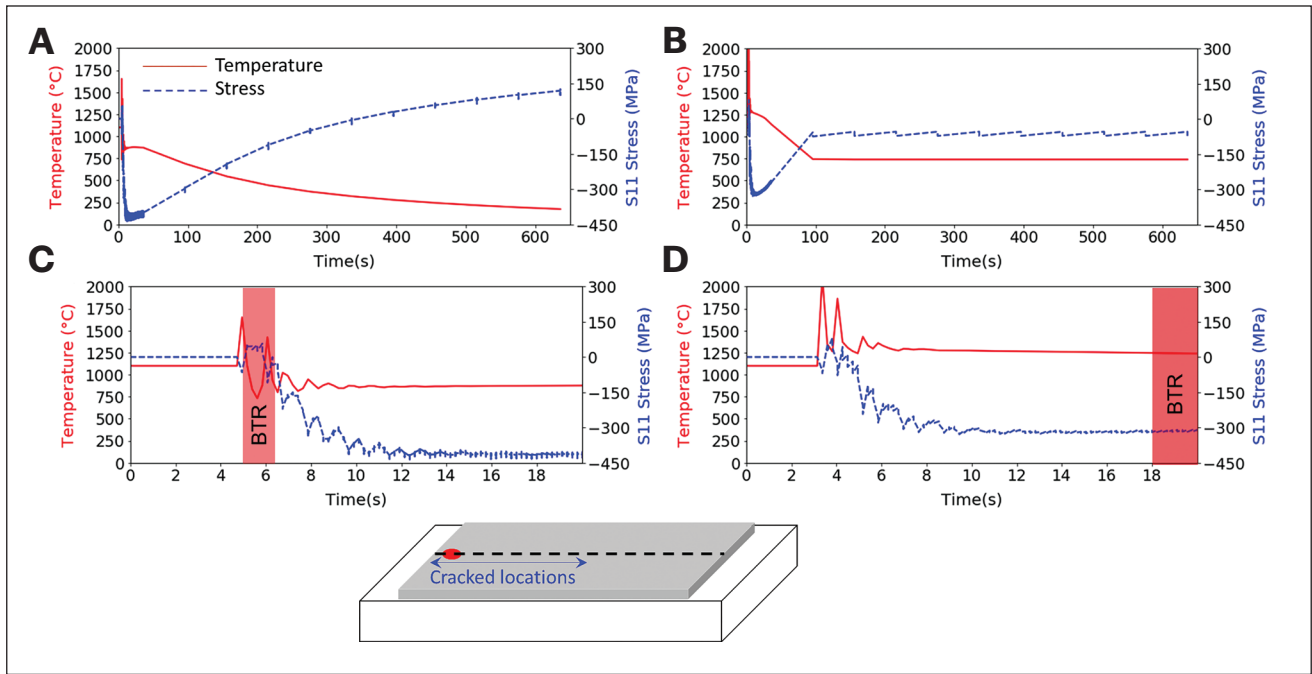 A
2000
1750
1500
1250
1000
750
500
250
0
Temperature (°C)
Temperature
Stress
300
150
0
−150
−300
−450
S11 Stress (MPa)
0 100 200 300 400 500 600
Time(s)
B
2000
1750
1500
1250
1000
750
500
250
0
Temperature (°C)
300
150
0
−150
−300
−450
S11 Stress (MPa)
0 100 200 300 400 500 600
Time(s)
C
2000
1750
1500
1250
1000
750
500
250
0
Temperature (°C)
BTR
300
150
0
−150
−300
−450
S11 Stress (MPa)
0 2 4 6 8 10 12 14 16 18
Time(s)
D
2000
1750
1500
1250
1000
750
500
250
0
Temperature (°C)
BTR
300
150
0
−150
−300
−450
S11 Stress (MPa)
0 2 4 6 8 10 12 14 16 18
Time(s)
Cracked locations